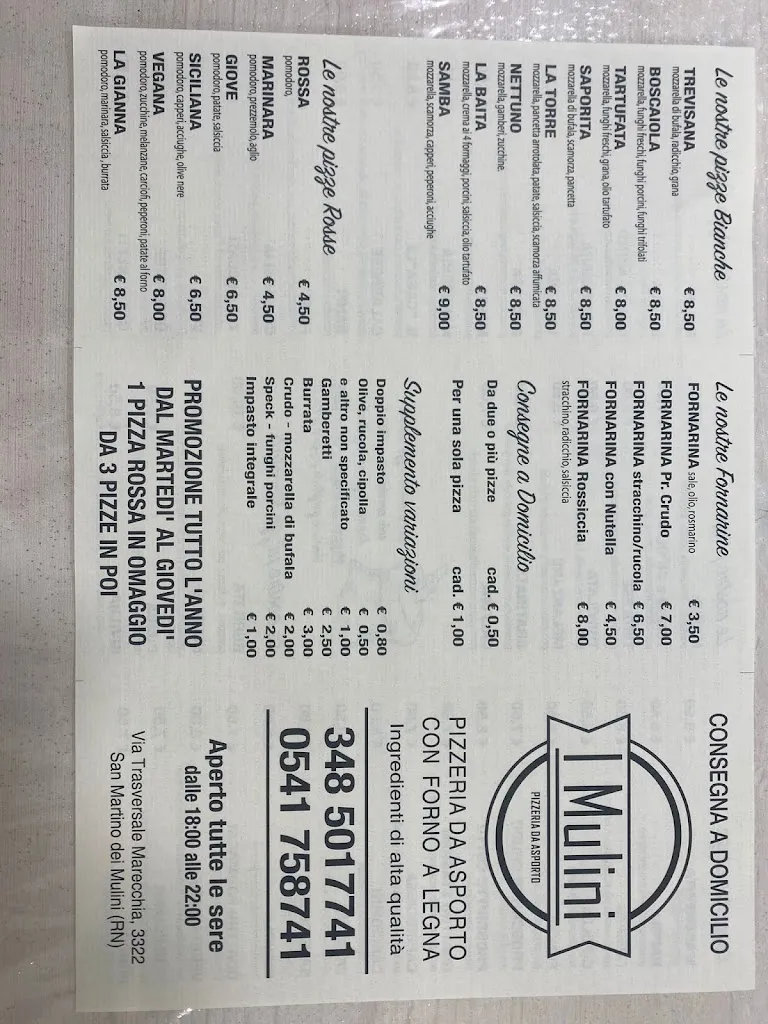 Le nostre pizze Bianche
TREVISANA € 8,50
mozzarella di bufala, radicchio, grana
BOSCAIOLA € 8,50
mozzarella, funghi freschi, funghi porcini, funghi trifolati
TARTUFATA € 8,00
mozzarella, funghi freschi, grana, olio tartufato
SAPORITA € 8,50
mozzarella di bufala, scamorza, pancetta
LA TORRE € 8,50
mozzarella, pancetta arrotolata, patate, salsiccia, scamorza affumicata
NETTUNO € 8,50
mozzarella, gamberi, zucchine.
LA BAITA € 8,50
mozzarella, crema ai 4 formaggi, porcini, salsiccia, olio tartufato
SAMBA € 9,00
mozzarella, scamorza, capperi, peperoni, acciughe
Le nostre pizze Rosse
ROSSA € 4,50
pomodoro,
MARINARA € 4,50
pomodoro, prezzemolo, aglio
GIOVE € 6,50
pomodoro, patate, salsiccia
SICILIANA € 6,50
pomodoro, capperi, acciughe, olive nere
VEGANA € 8,00
pomodoro, zucchine, melanzane, carciofi, peperoni, patate al forno
LA GIANNA € 8,50
pomodoro, marinara, salsiccia, , burrata
Le nostre Fornarine
FORNARINA sale, olio, rosmarino € 3,50
FORNARINA Pr. Crudo € 7,00
FORNARINA stracchino/rucola € 6,50
FORNARINA con Nutella € 4,50
FORNARINA Rossiccia € 8,00
stracchino, radicchio, salsiccia
Consegne a Domicilio
Da due o più pizze cad. € 0,50
Per una sola pizza cad. € 1,00
Supplemento variazioni
Doppio impasto € 0,80
Olive, rucola, cipolla € 0,50
e altro non specificato € 1,00
Gamberetti € 2,50
Burrata € 3,00
Crudo - mozzarella di bufala € 2,00
Speck - funghi porcini € 2,00
Impasto integrale € 1,00
PROMOZIONE TUTTO L'ANNO
DAL MARTEDI' AL GIOVEDI'
1 PIZZA ROSSA IN OMAGGIO
DA 3 PIZZE IN POI
CONSEGNA A DOMICILIO
I Mulini
PIZZERIA DA ASPORTO
PIZZERIA DA ASPORTO
CON FORNO A LEGNA
Ingredienti di alta qualità
348 5017741
0541 758741
Aperto tutte le sere
dalle 18:00 alle 22:00
Via Trasversale Marecchia, 3322
San Martino dei Mulini (RN)